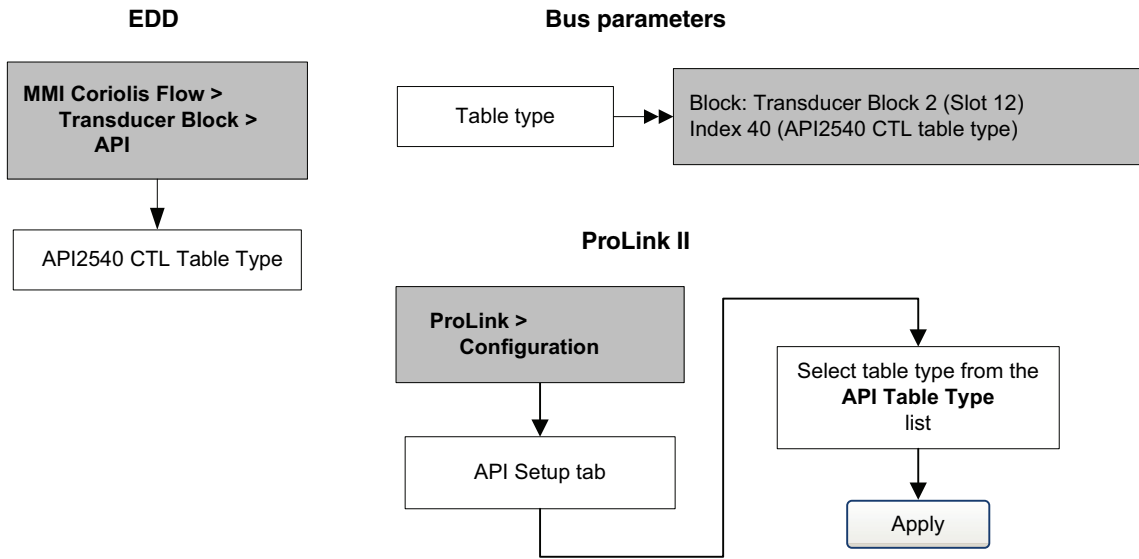 EDD
MMI Coriolis Flow >
Transducer Block >
API
API2540 CTL Table Type
Bus parameters
Table type
Block: Transducer Block 2 (Slot 12)
Index 40 (API2540 CTL table type)
ProLink II
ProLink >
Configuration
API Setup tab
Select table type from the
API Table Type
list
Apply